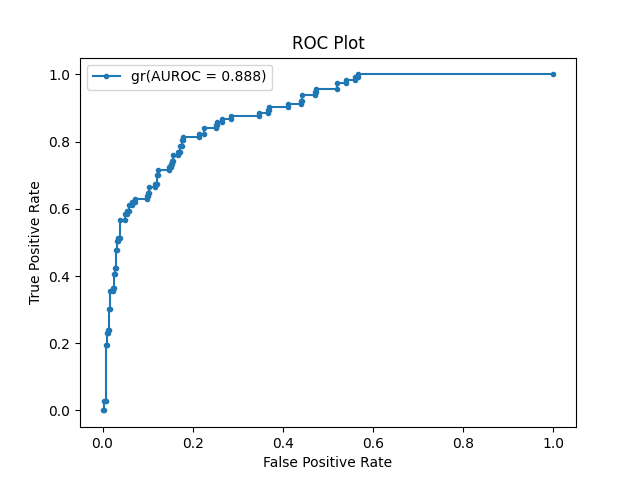 ROC Plot
gr(AUROC = 0.888)
1.0
0.8
0.6
0.4
0.2
0.0
True Positive Rate
0.0 0.2 0.4 0.6 0.8 1.0
False Positive Rate